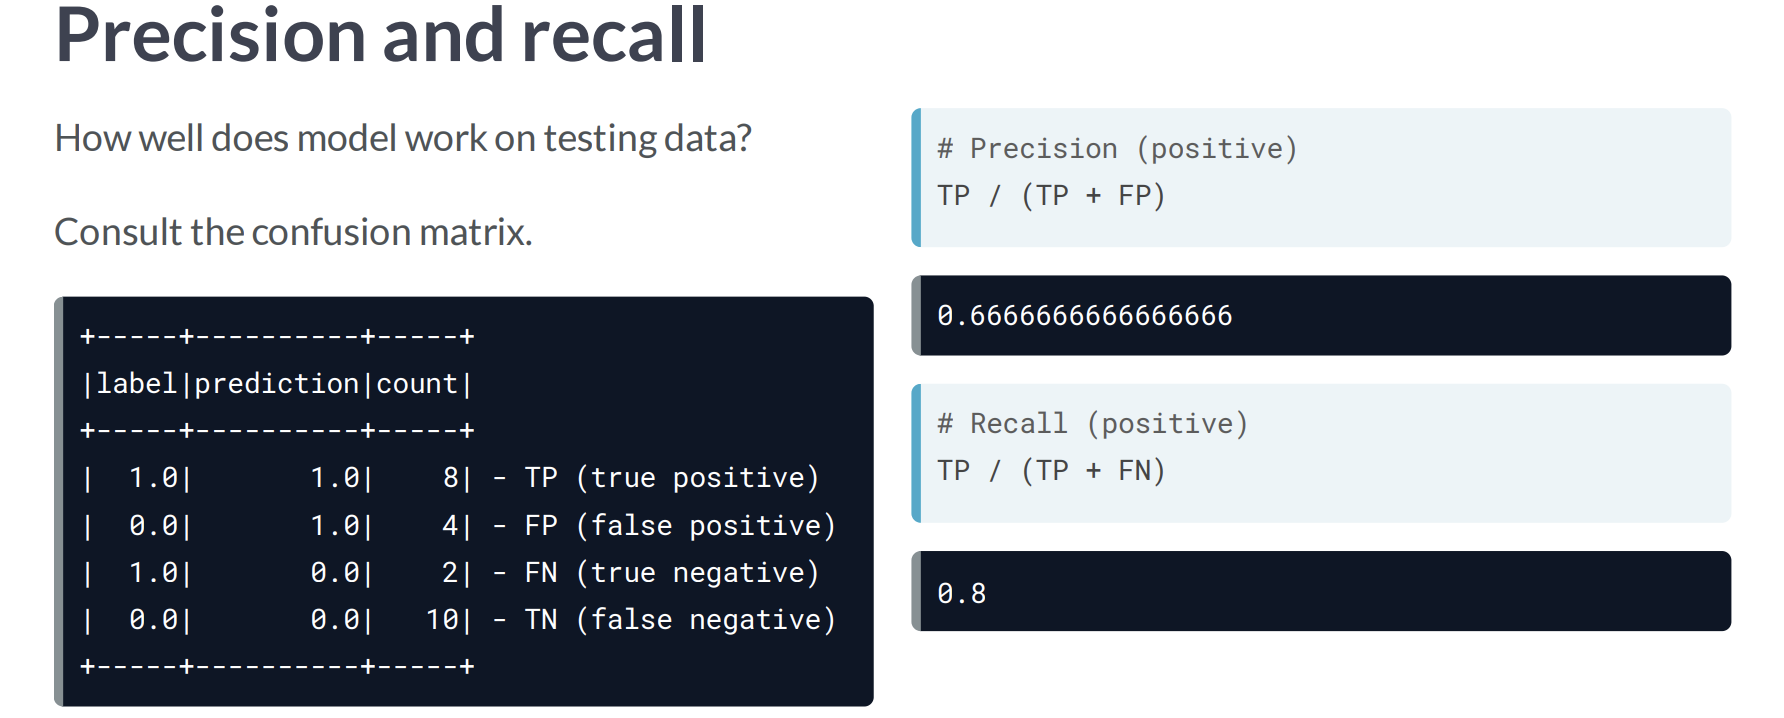 Precision and recall
How well does model work on testing data?
Consult the confusion matrix.
+-----+----------+-----+
|label|prediction|count|
+-----+----------+-----+
|  1.0|       1.0|    8| - TP (true positive)
|  0.0|       1.0|    4| - FP (false positive)
|  1.0|       0.0|    2| - FN (true negative)
|  0.0|       0.0|   10| - TN (false negative)
+-----+----------+-----+
# Precision (positive)
TP / (TP + FP)
0.6666666666666666
# Recall (positive)
TP / (TP + FN)
0.8